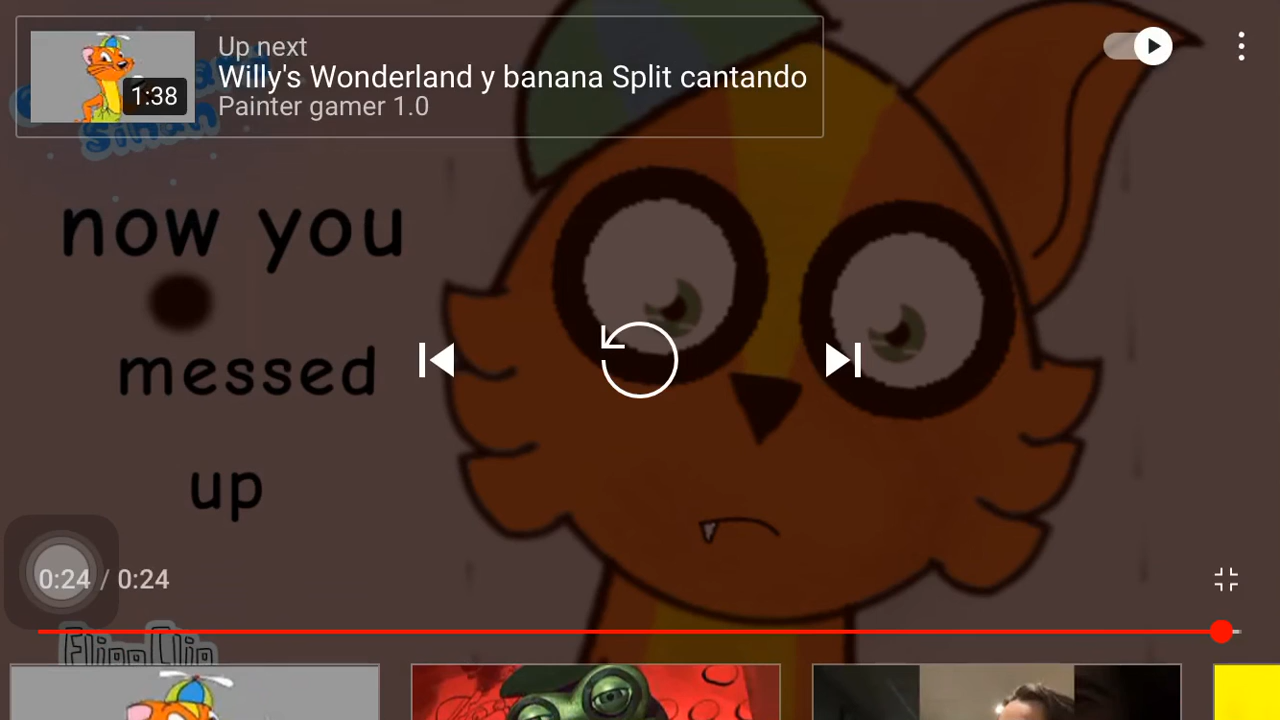 Up next
Willy's Wonderland y banana Split cantando
Painter gamer 1.0
1:38
now you
messed
up
0:24 / 0:24
FlipaClip